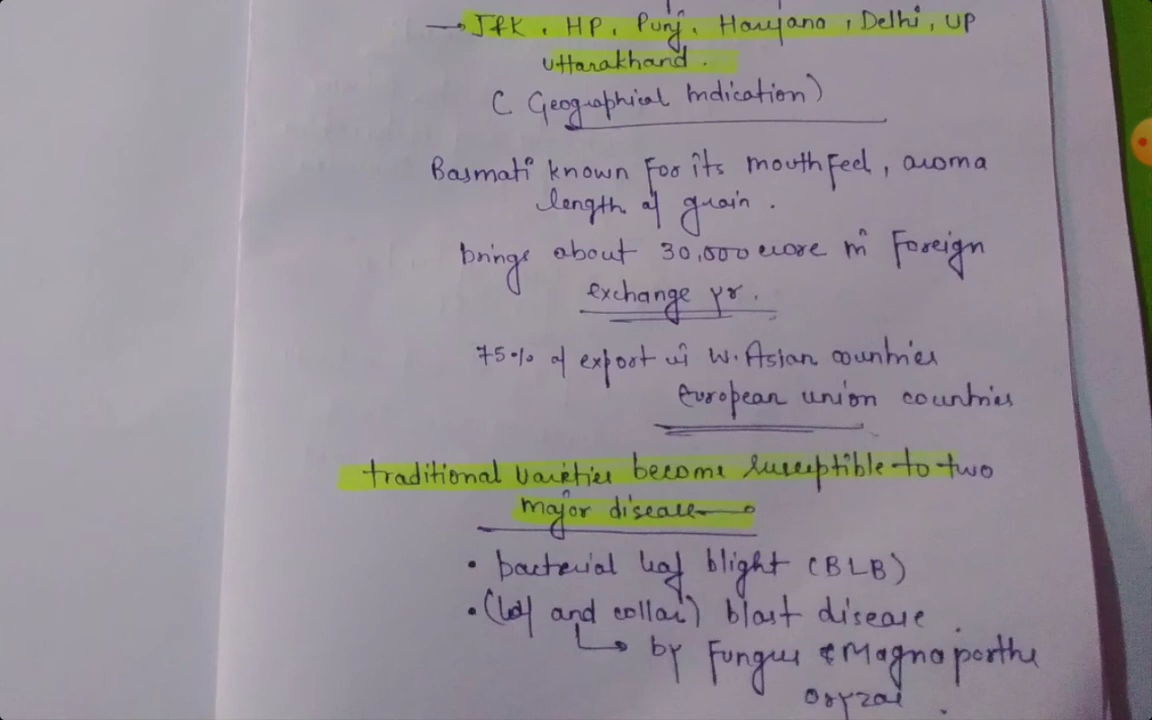 → J&K, HP, Punj, Haryana, Delhi, UP
Uttarakhand.
(Geographical Indication)
Basmati known for its mouthfeel, aroma
length of grain.
brings about 30,000 crore in Foreign
exchange yr.
75% of export in W. Asian countries
European union countries
traditional varieties become susceptible to two
major disease →
• bacterial leaf blight (BLB)
• (leaf and collar) blast disease.
↳ by Fungus Magnaporthe
oryzae.